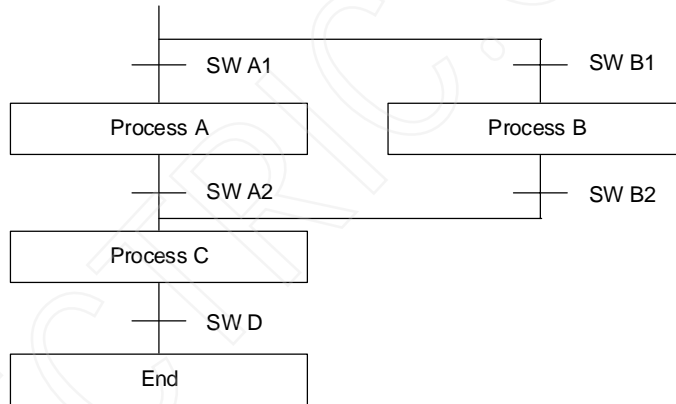 SW A1
SW B1
Process A
Process B
SW A2
SW B2
Process C
SW D
End